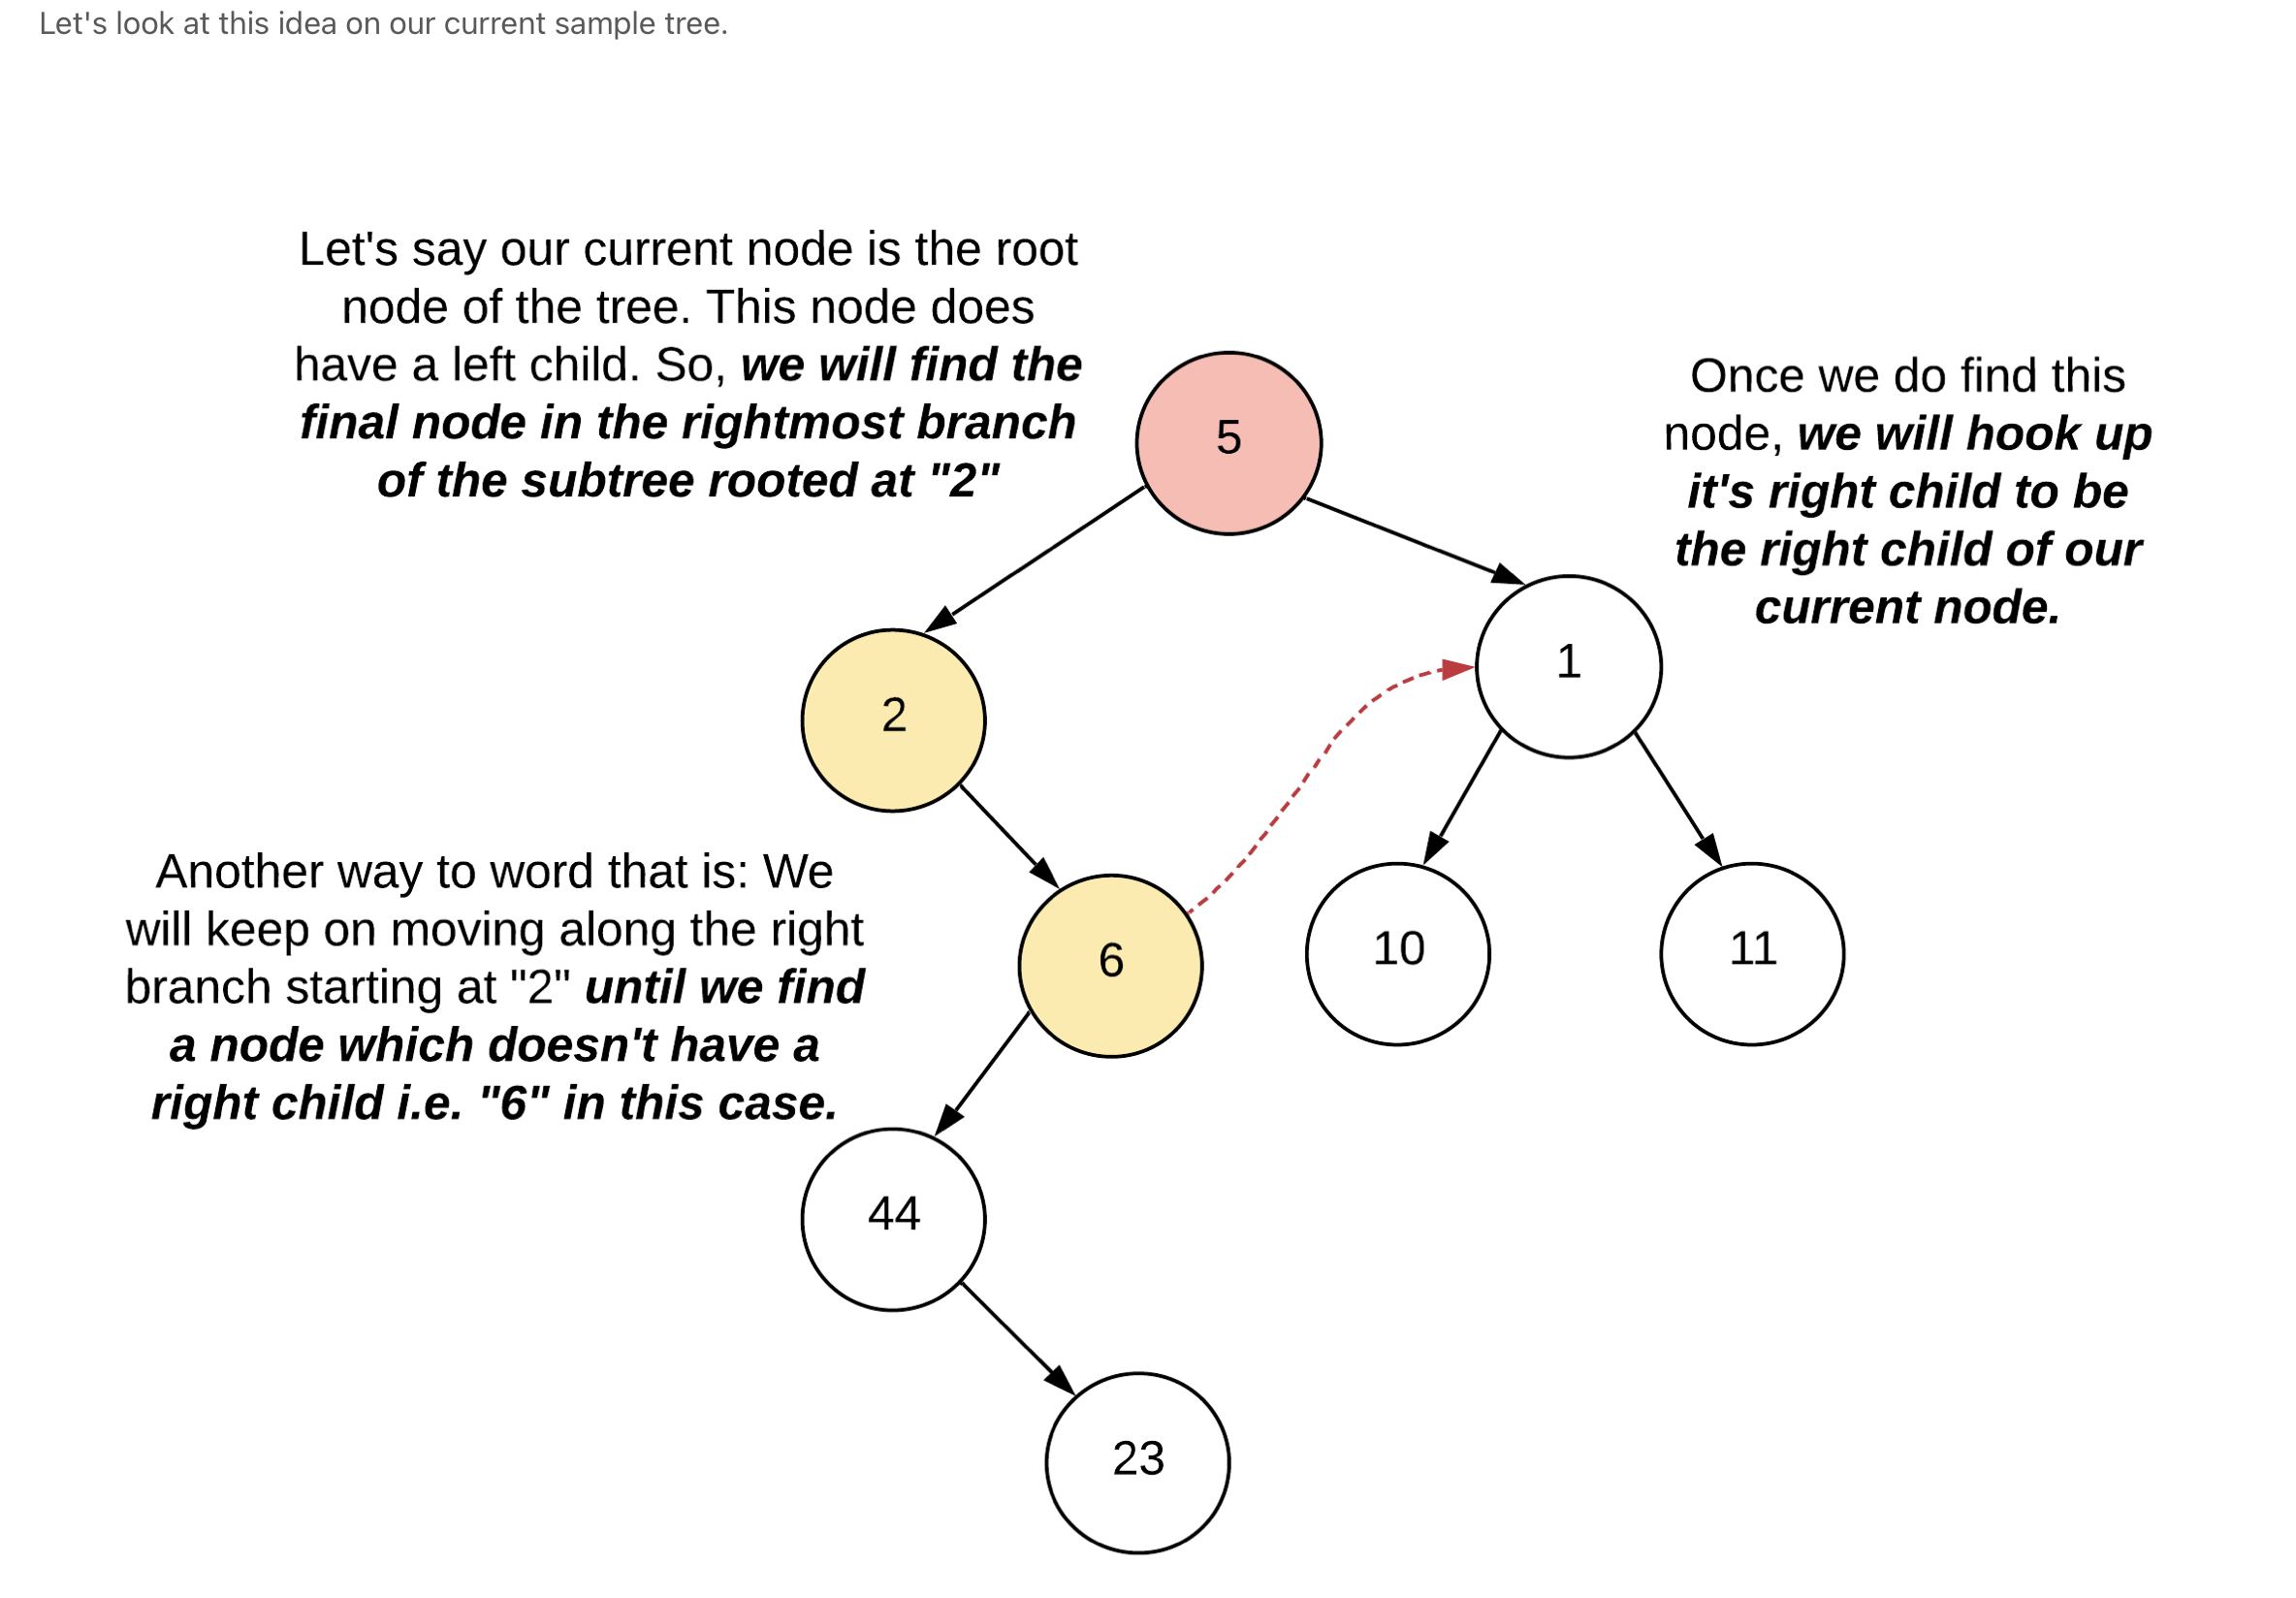 Let's look at this idea on our current sample tree.
Let's say our current node is the root
node of the tree. This node does
have a left child. So, we will find the
final node in the rightmost branch
of the subtree rooted at "2"
Once we do find this
node, we will hook up
it's right child to be
the right child of our
current node.
5
1
2
Another way to word that is: We
will keep on moving along the right
branch starting at "2" until we find
a node which doesn't have a
right child i.e. "6" in this case.
6
10
11
44
23